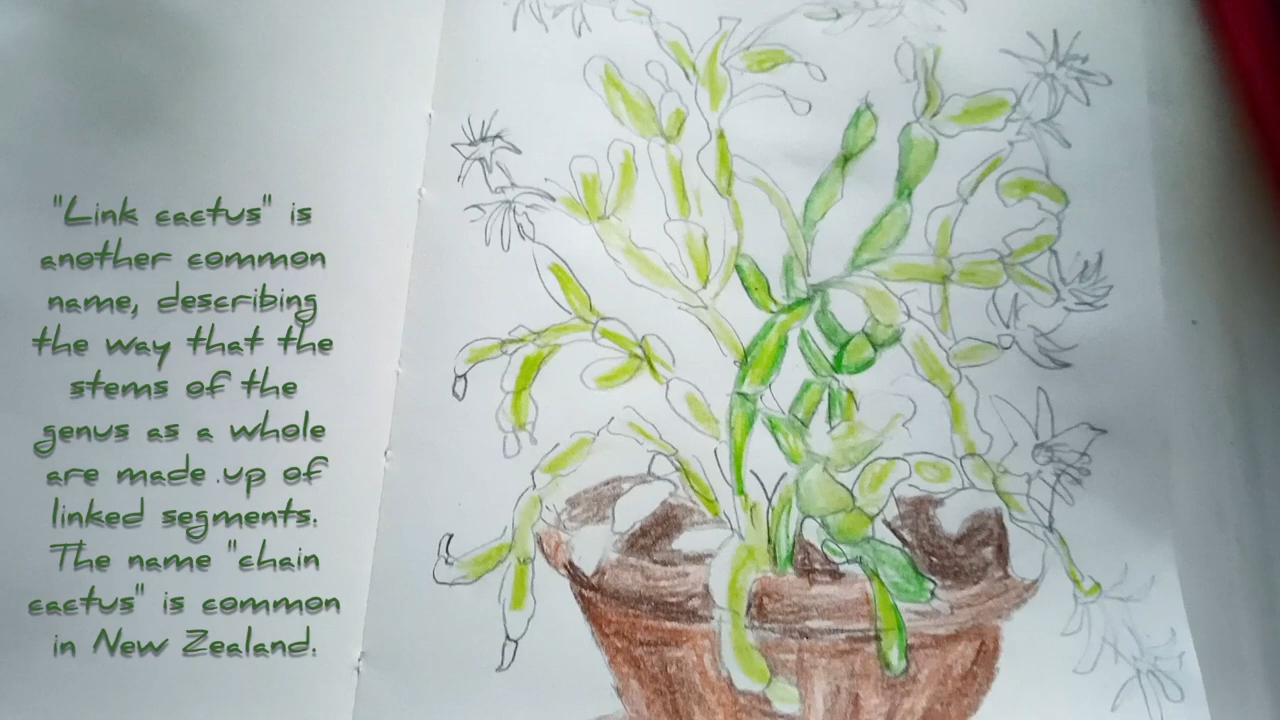 "Link cactus" is
another common
name, describing
the way that the
stems of the
genus as a whole
are made up of
linked segments.
The name "chain
cactus" is common
in New Zealand.